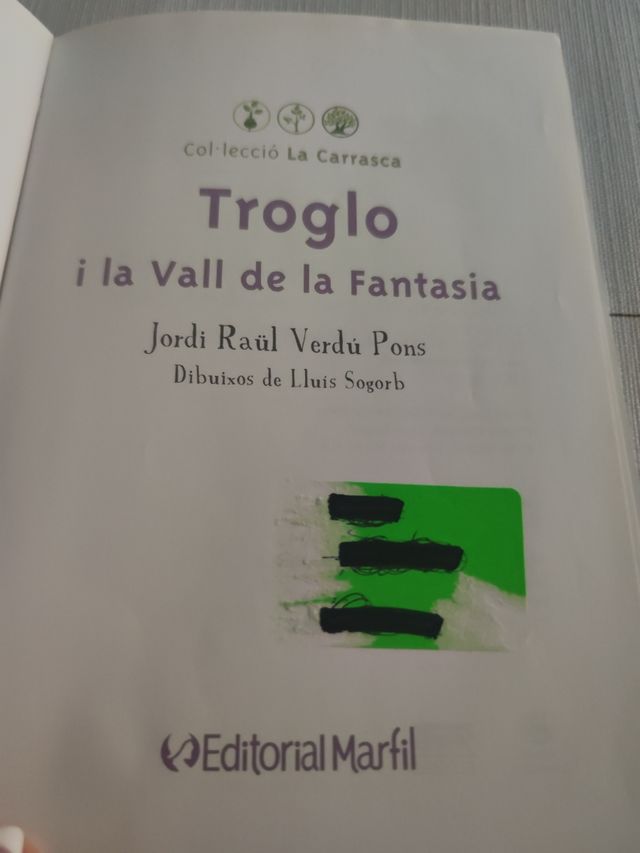 Col·lecció La Carrasca
Troglo
i la Vall de la Fantasia
Jordi Raül Verdú Pons
Dibuixos de Lluís Sogorb
Editorial Marfil